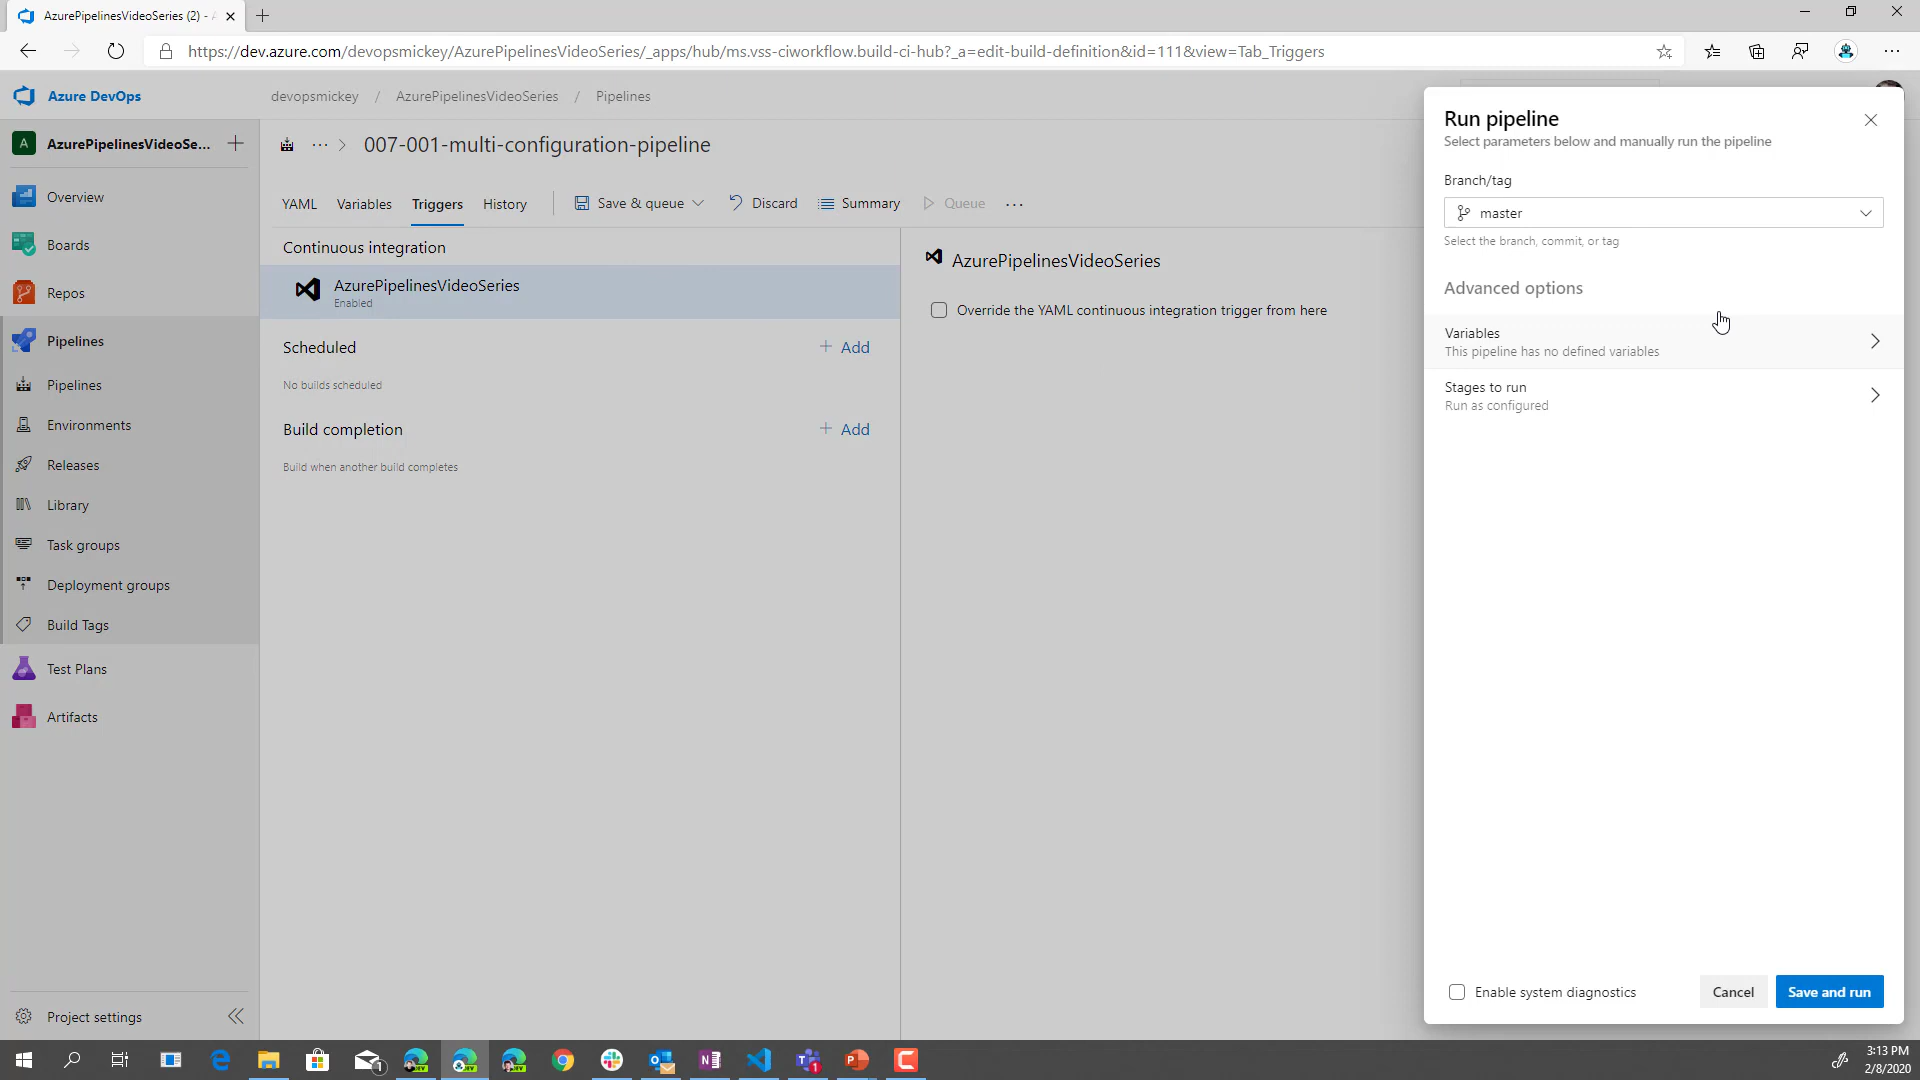 AzurePipelinesVideoSeries (2) -
https://dev.azure.com/devopsmickey/AzurePipelinesVideoSeries/_apps/hub/ms.vss-ciworkflow.build-ci-hub?_a=edit-build-definition&id=111&view=Tab_Triggers
Azure DevOps
devopsmickey / AzurePipelinesVideoSeries / Pipelines
A AzurePipelinesVideoSe...
Overview
Boards
Repos
Pipelines
Pipelines
Environments
Releases
Library
Task groups
Deployment groups
Build Tags
Test Plans
Artifacts
Project settings
007-001-multi-configuration-pipeline
YAML Variables Triggers History Save & queue Discard Summary Queue
Continuous integration
AzurePipelinesVideoSeries
Enabled
Scheduled
Add
No builds scheduled
Build completion
Add
Build when another build completes
AzurePipelinesVideoSeries
Override the YAML continuous integration trigger from here
Run pipeline
Select parameters below and manually run the pipeline
Branch/tag
master
Select the branch, commit, or tag
Advanced options
Variables
This pipeline has no defined variables
Stages to run
Run as configured
Enable system diagnostics
Cancel
Save and run
3:13 PM
2/8/2020